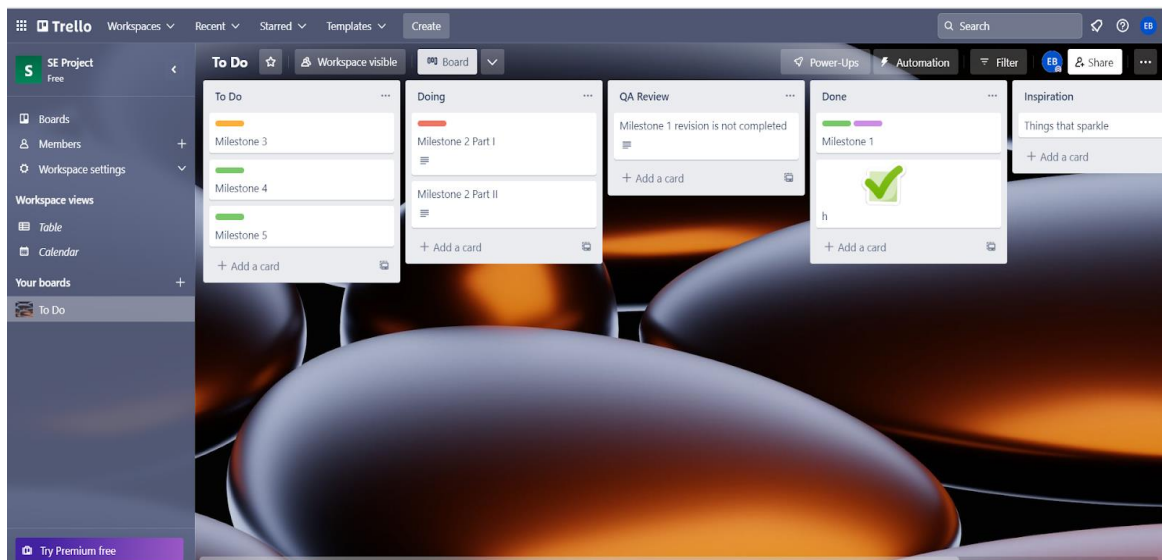 Trello Workspaces Recent Starred Templates Create Search EB
S SE Project
Free
Boards
Members
Workspace settings
Workspace views
Table
Calendar
Your boards
To Do
Try Premium free
To Do Workspace visible Board Power-Ups Automation Filter EB Share
To Do
Milestone 3
Milestone 4
Milestone 5
+ Add a card
Doing
Milestone 2 Part I
Milestone 2 Part II
+ Add a card
QA Review
Milestone 1 revision is not completed
+ Add a card
Done
Milestone 1
h
+ Add a card
Inspiration
Things that sparkle
+ Add a card